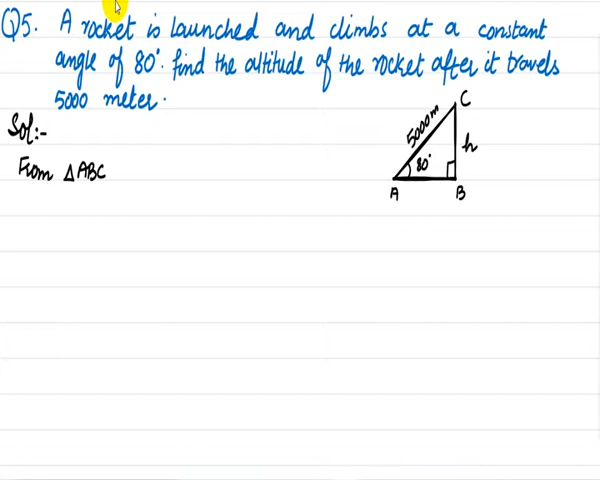 Q5. A rocket is launched and climbs at a constant
angle of 80°. find the altitude of the rocket after it travels
5000 meter.
Sol:-
From △ABC
C
5000m
h
80°
A
B